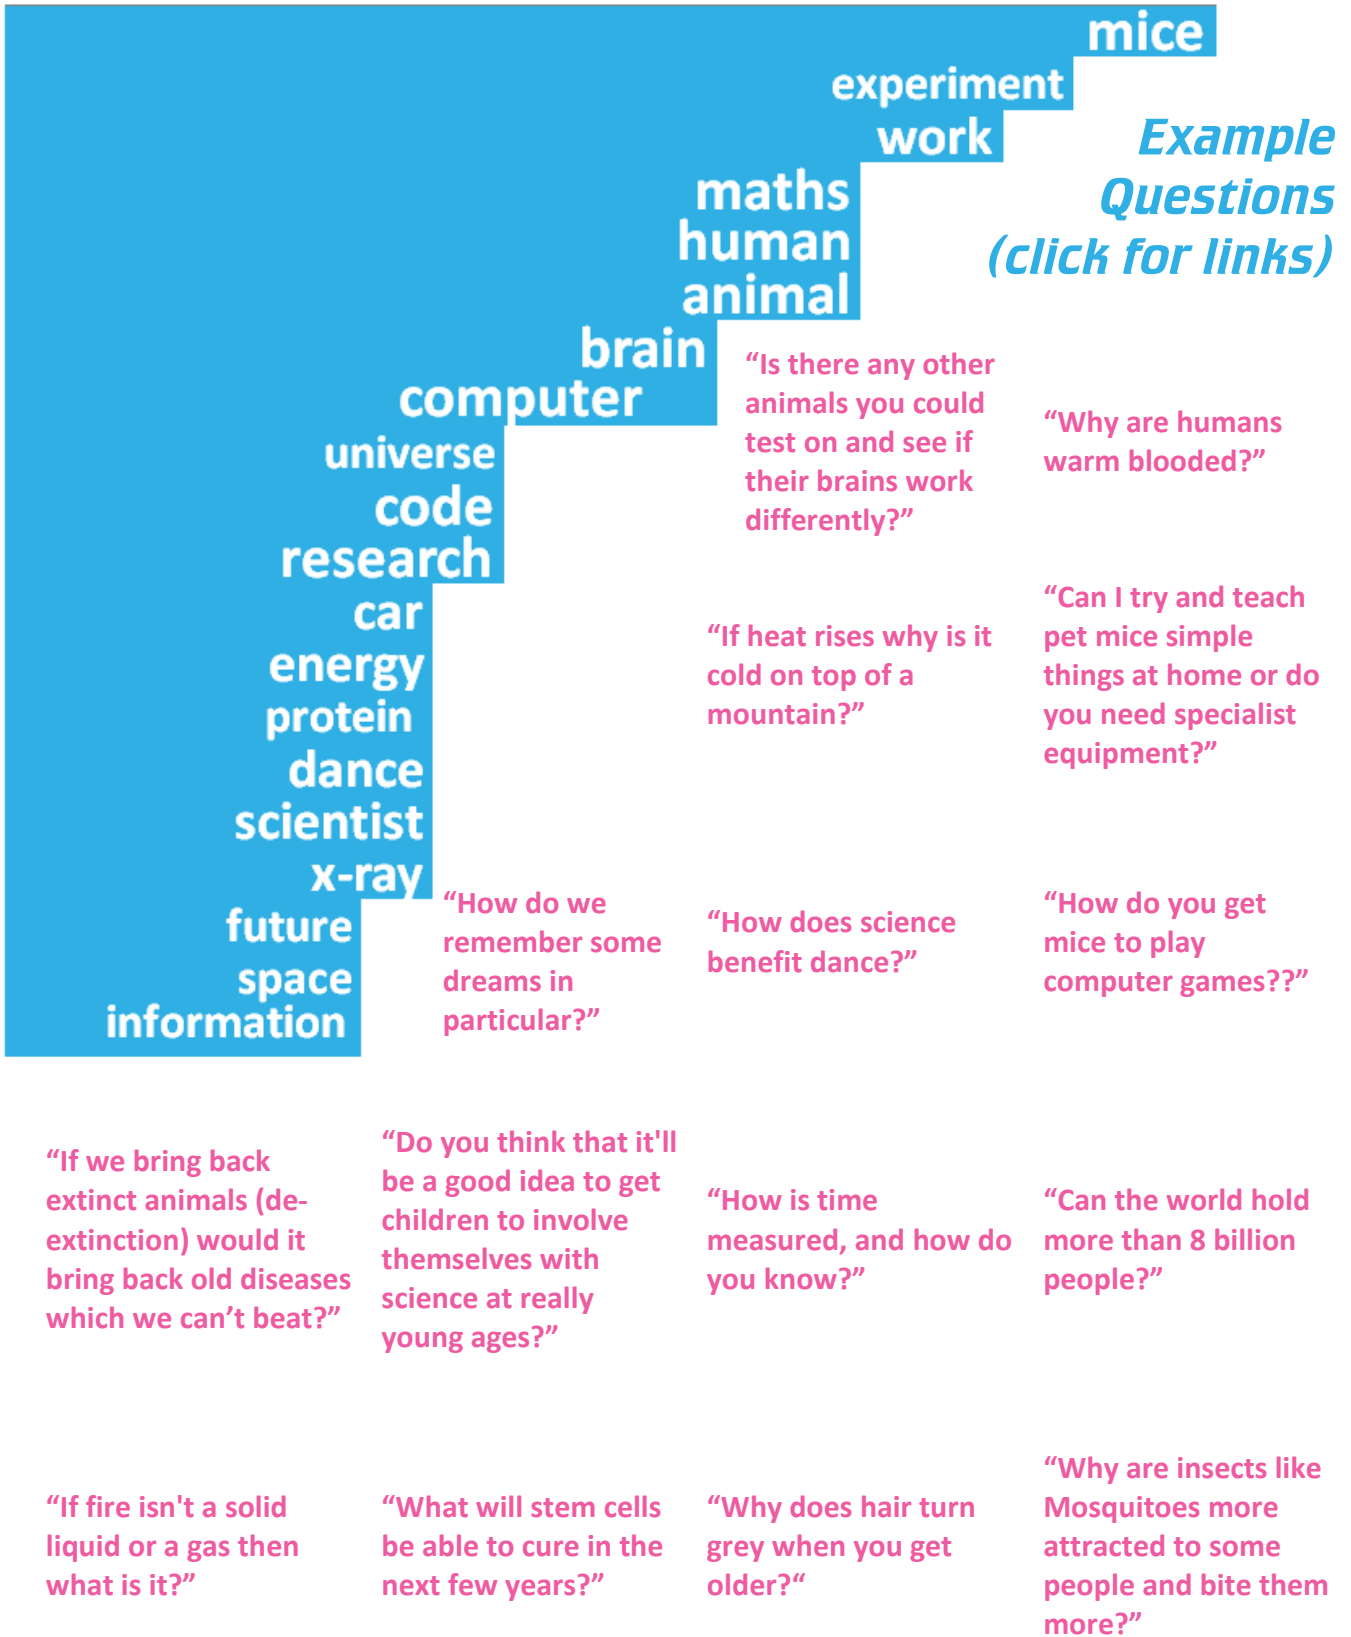 mice
experiment
work
maths
human
animal
brain
computer
universe
code
research
car
energy
protein
dance
scientist
x-ray
future
space
information
Example
Questions
(click for links)
“Is there any other
animals you could
test on and see if
their brains work
differently?”
“Why are humans
warm blooded?”
“If heat rises why is it
cold on top of a
mountain?”
“Can I try and teach
pet mice simple
things at home or do
you need specialist
equipment?”
“How do we
remember some
dreams in
particular?”
“How does science
benefit dance?”
“How do you get
mice to play
computer games??”
“If we bring back
extinct animals (de-
extinction) would it
bring back old diseases
which we can’t beat?”
“Do you think that it'll
be a good idea to get
children to involve
themselves with
science at really
young ages?”
“How is time
measured, and how do
you know?”
“Can the world hold
more than 8 billion
people?”
“If fire isn't a solid
liquid or a gas then
what is it?”
“What will stem cells
be able to cure in the
next few years?”
“Why does hair turn
grey when you get
older?“
“Why are insects like
Mosquitoes more
attracted to some
people and bite them
more?”